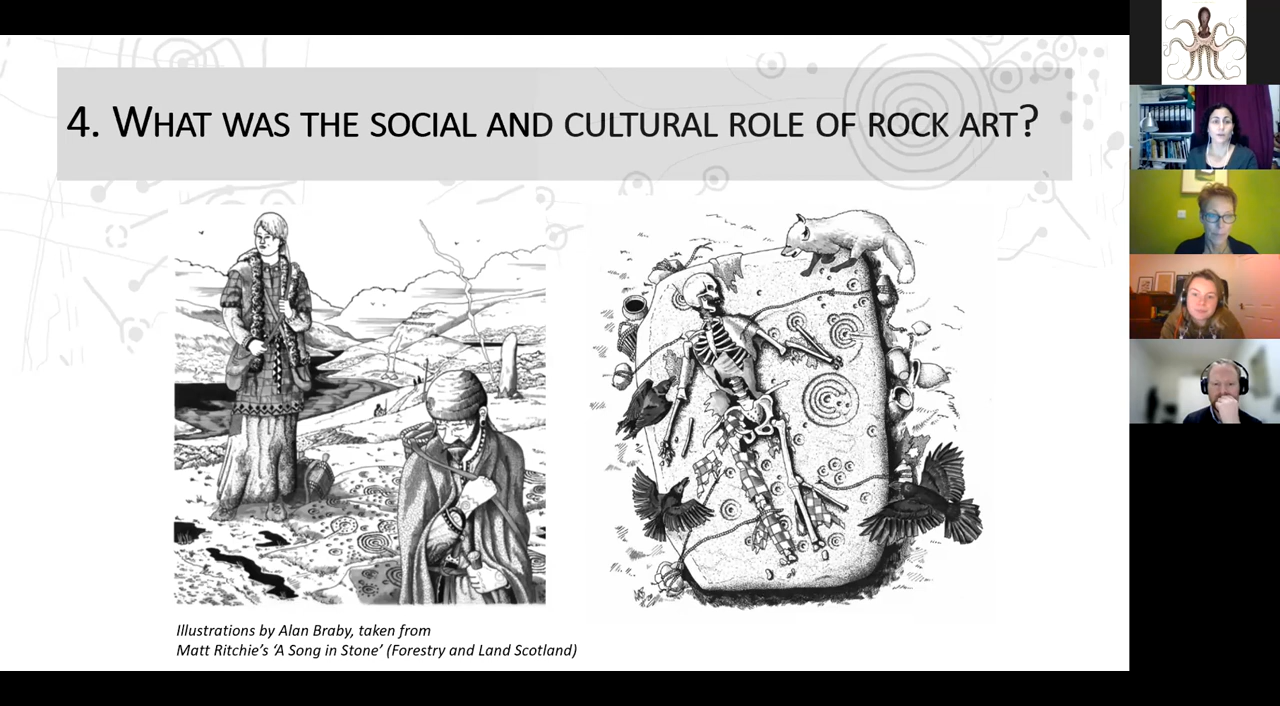 4. What was the social and cultural role of rock art?
Illustrations by Alan Braby, taken from
Matt Ritchie's 'A Song in Stone' (Forestry and Land Scotland)